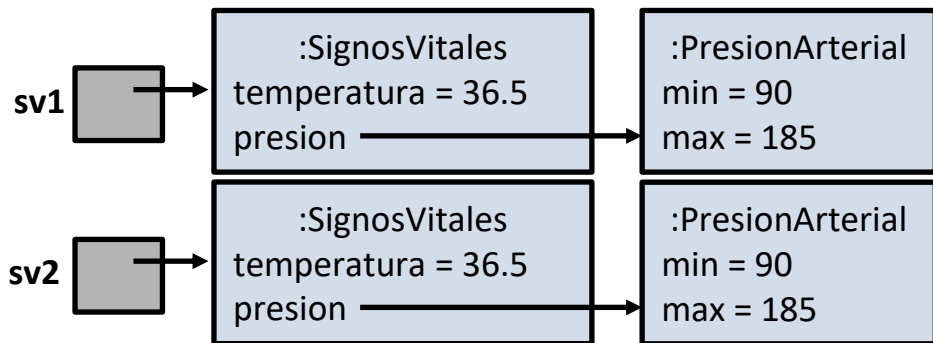 :SignosVitales
temperatura = 36.5
presion
:PresionArterial
min = 90
max = 185
sv1
:SignosVitales
temperatura = 36.5
presion
:PresionArterial
min = 90
max = 185
sv2